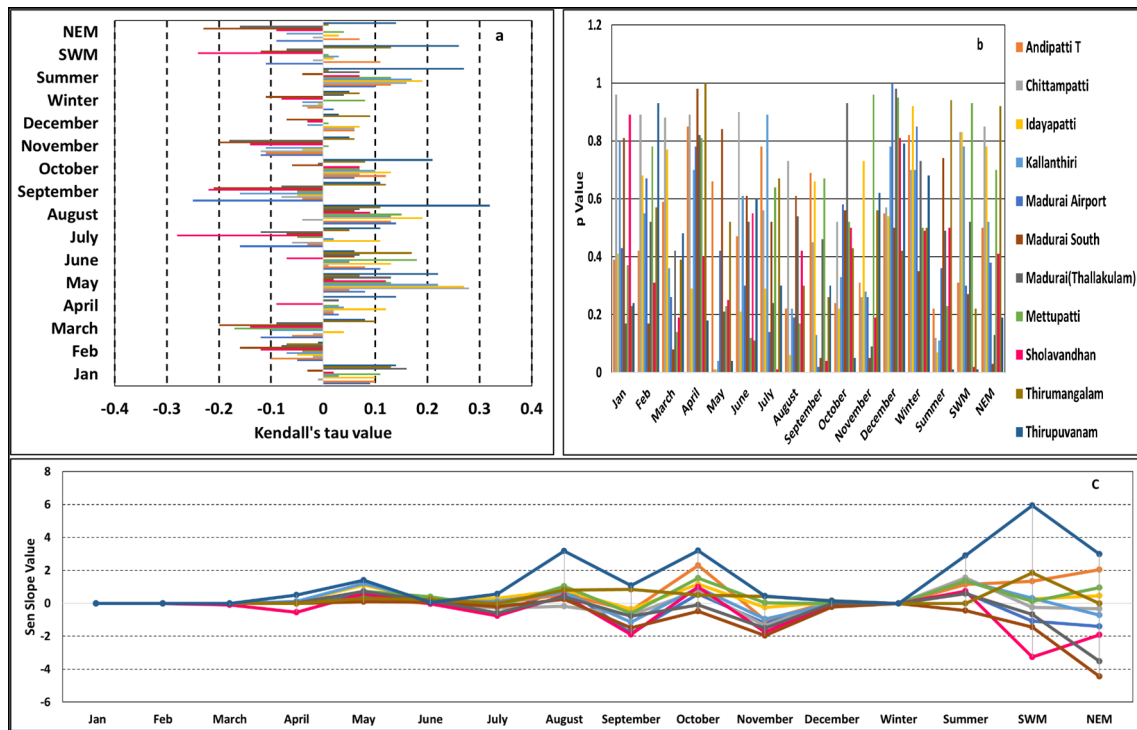 a
NEM
SWM
Summer
Winter
December
November
October
September
August
July
June
May
April
March
Feb
Jan
-0.4 -0.3 -0.2 -0.1 0 0.1 0.2 0.3 0.4
Kendall's tau value
b
1.2
1
0.8
0.6
0.4
0.2
0
p Value
Jan Feb March April May June July August September October November December Winter Summer SWM NEM
Andipatti T
Chittampatti
Idayapatti
Kallanthiri
Madurai Airport
Madurai South
Madurai(Thallakulam)
Mettupatti
Sholavandhan
Thirumangalam
Thirupuvanam
C
8
6
4
2
0
-2
-4
-6
Sen Slope Value
Jan Feb March April May June July August September October November December Winter Summer SWM NEM